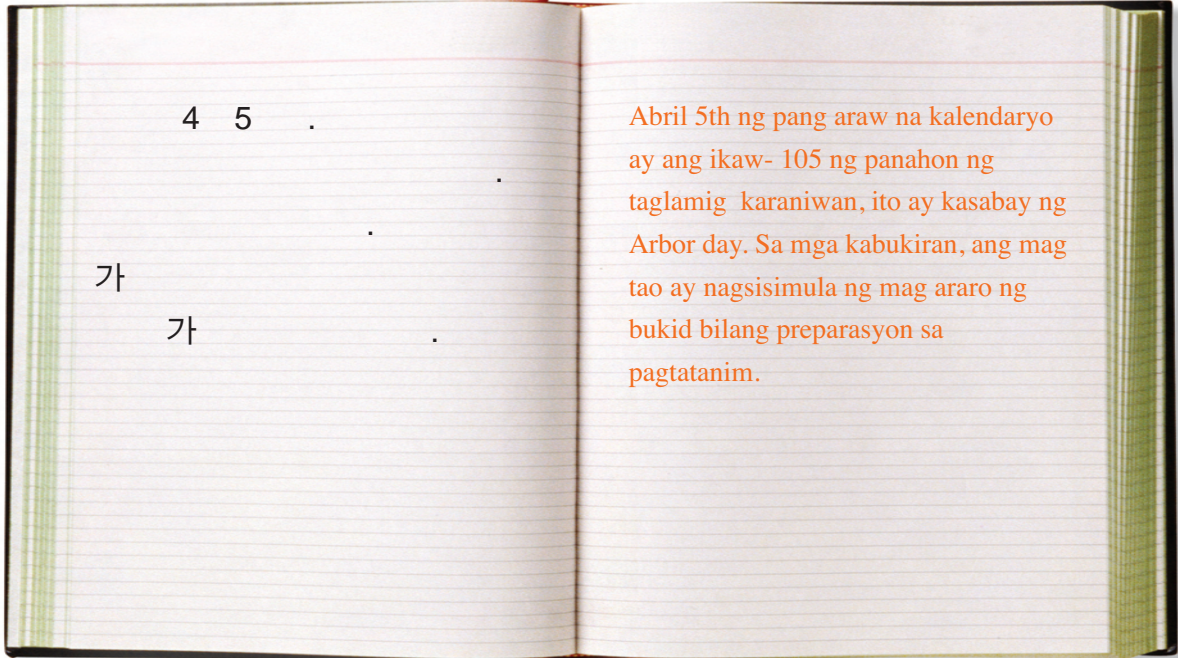 4 5 .
.
.
가
가 .
Abril 5th ng pang araw na kalendaryo
ay ang ikaw- 105 ng panahon ng
taglamig karaniwan, ito ay kasabay ng
Arbor day. Sa mga kabukiran, ang mag
tao ay nagsisimula ng mag araro ng
bukid bilang preparasyon sa
pagtatanim.